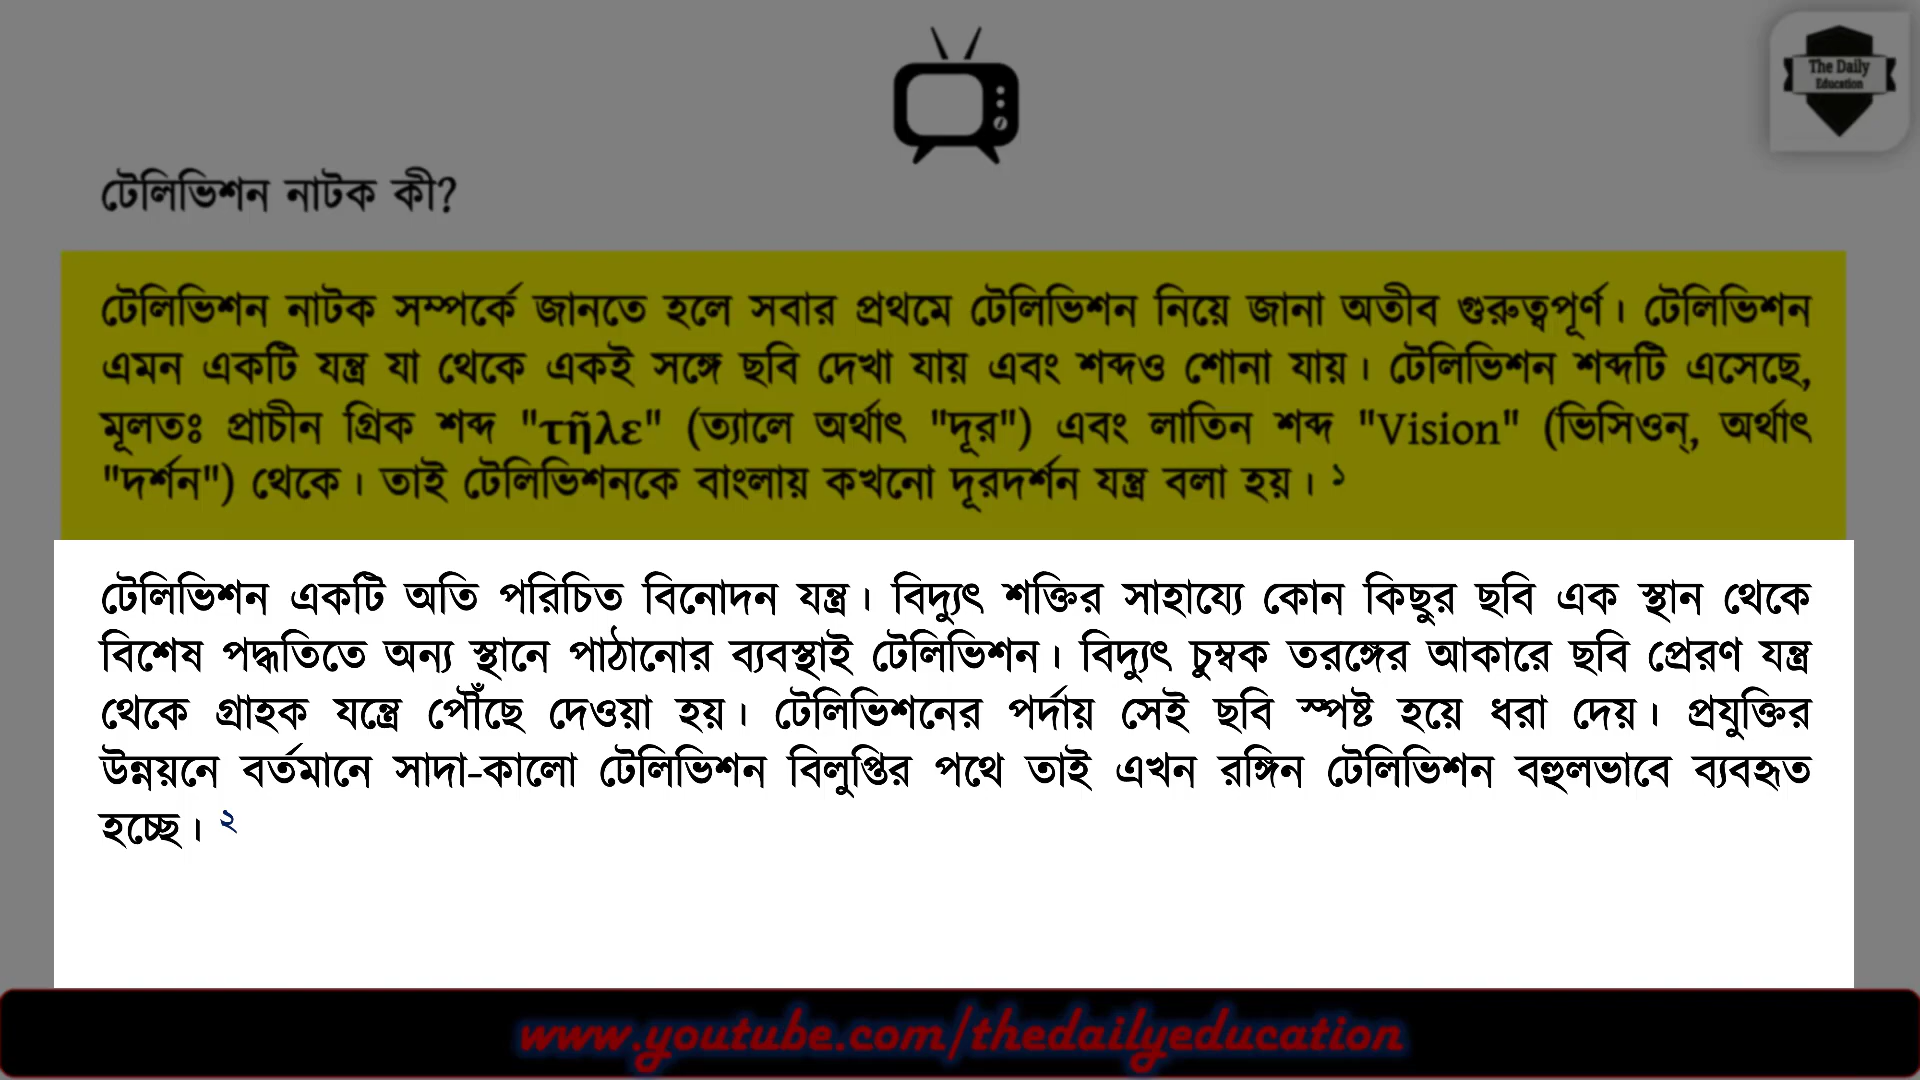 The Daily
Education
টেলিভিশন নাটক কী?
টেলিভিশন নাটক সম্পর্কে জানতে হলে সবার প্রথমে টেলিভিশন নিয়ে জানা অতীব গুরুত্বপূর্ণ। টেলিভিশন
এমন একটি যন্ত্র যা থেকে একই সঙ্গে ছবি দেখা যায় এবং শব্দও শোনা যায়। টেলিভিশন শব্দটি এসেছে,
মূলতঃ প্রাচীন গ্রিক শব্দ "τῆλε" (ত্যালে অর্থাৎ "দূর") এবং লাতিন শব্দ "Vision" (ভিসিওন্, অর্থাৎ
"দর্শন") থেকে। তাই টেলিভিশনকে বাংলায় কখনো দূরদর্শন যন্ত্র বলা হয়। ১
টেলিভিশন একটি অতি পরিচিত বিনোদন যন্ত্র। বিদ্যুৎ শক্তির সাহায্যে কোন কিছুর ছবি এক স্থান থেকে
বিশেষ পদ্ধতিতে অন্য স্থানে পাঠানোর ব্যবস্থাই টেলিভিশন। বিদ্যুৎ চুম্বক তরঙ্গের আকারে ছবি প্রেরণ যন্ত্র
থেকে গ্রাহক যন্ত্রে পৌঁছে দেওয়া হয়। টেলিভিশনের পর্দায় সেই ছবি স্পষ্ট হয়ে ধরা দেয়। প্রযুক্তির
উন্নয়নে বর্তমানে সাদা-কালো টেলিভিশন বিলুপ্তির পথে তাই এখন রঙ্গিন টেলিভিশন বহুলভাবে ব্যবহৃত
হচ্ছে। ২
www.youtube.com/thedailyeducation